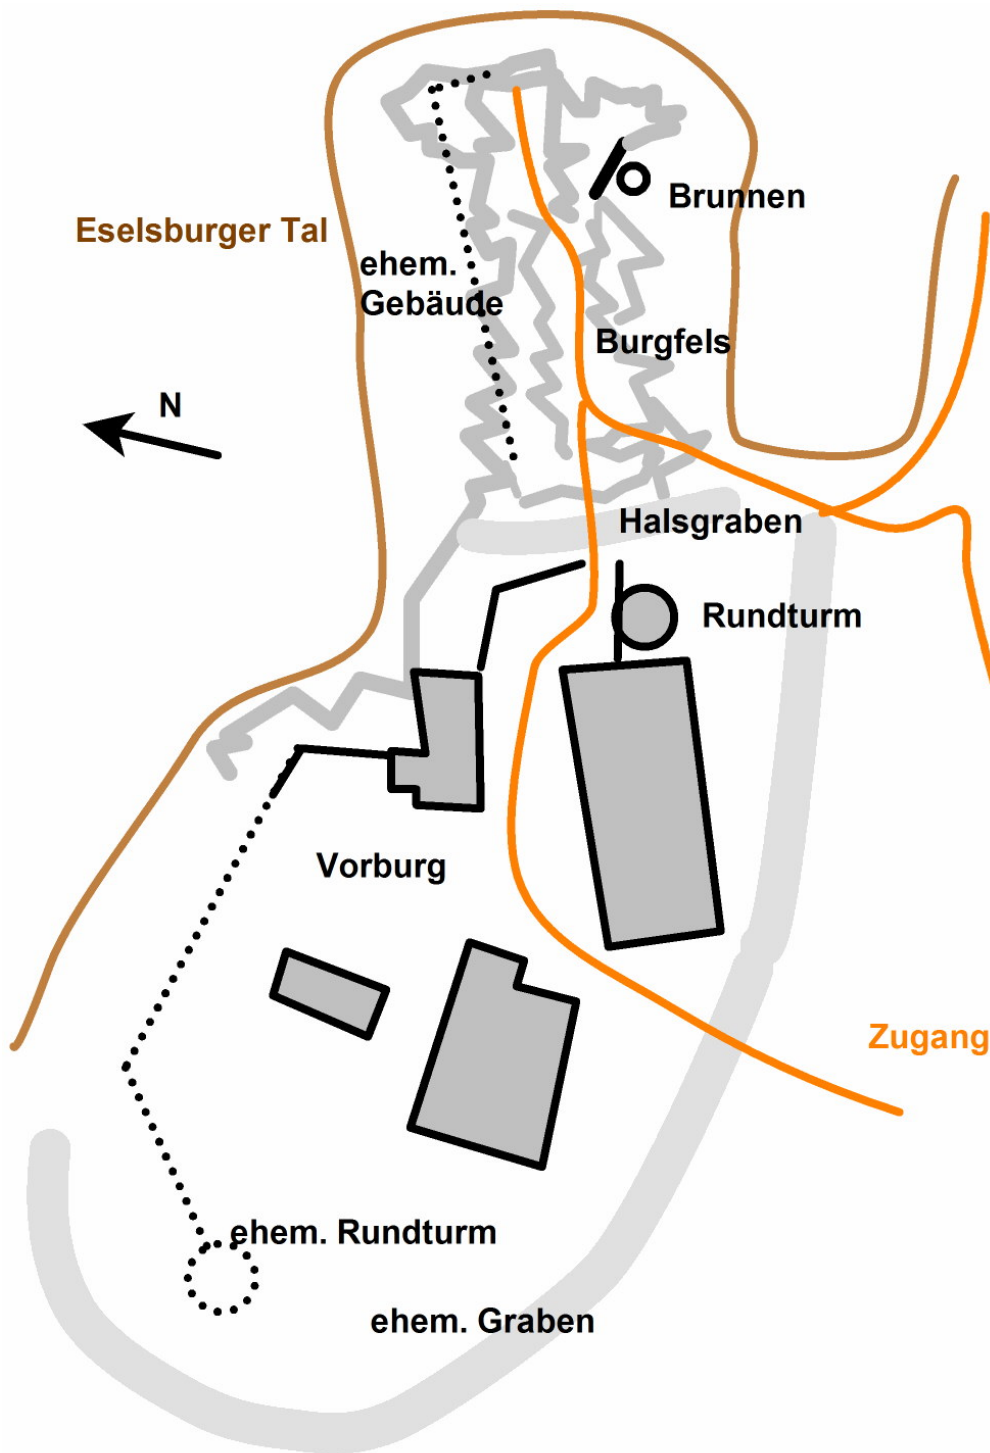 Brunnen
Eselsburger Tal
ehem.
Gebäude
Burgfels
N
Halsgraben
Rundturm
Vorburg
Zugang
ehem. Rundturm
ehem. Graben